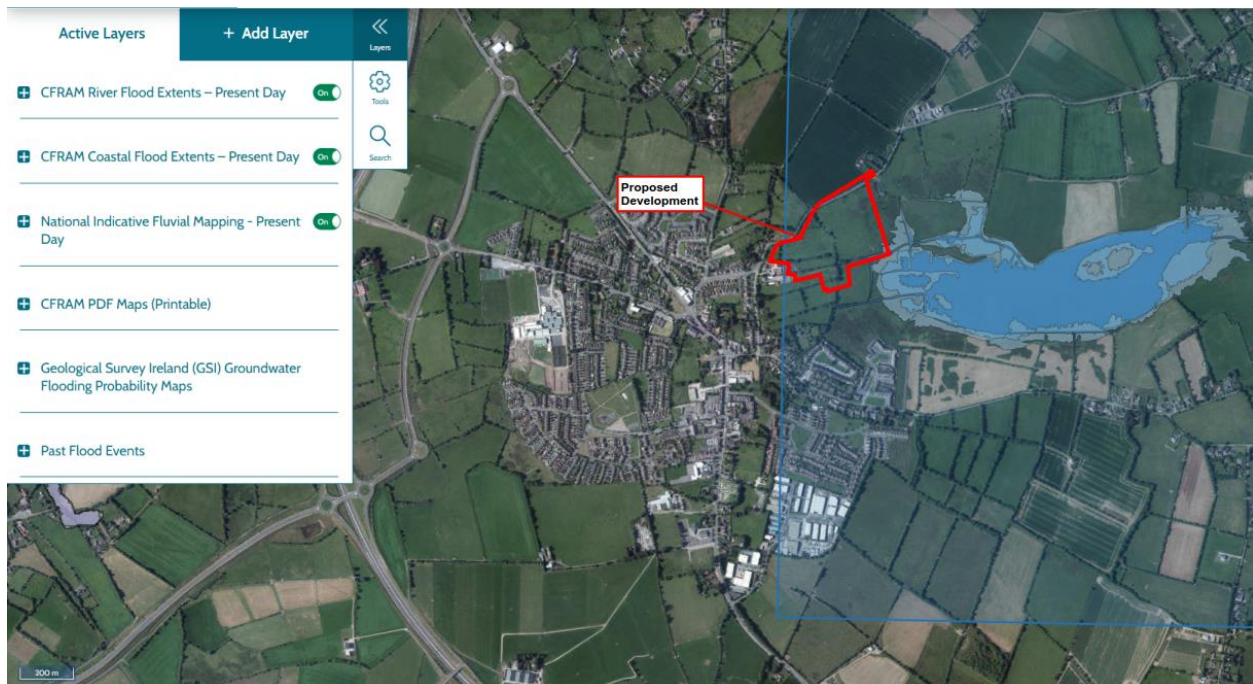 Active Layers
+ Add Layer
Layers
CFRAM River Flood Extents – Present Day
On
Tools
CFRAM Coastal Flood Extents – Present Day
On
Search
National Indicative Fluvial Mapping - Present
Day
On
CFRAM PDF Maps (Printable)
Geological Survey Ireland (GSI) Groundwater
Flooding Probability Maps
Past Flood Events
Proposed
Development
200 m